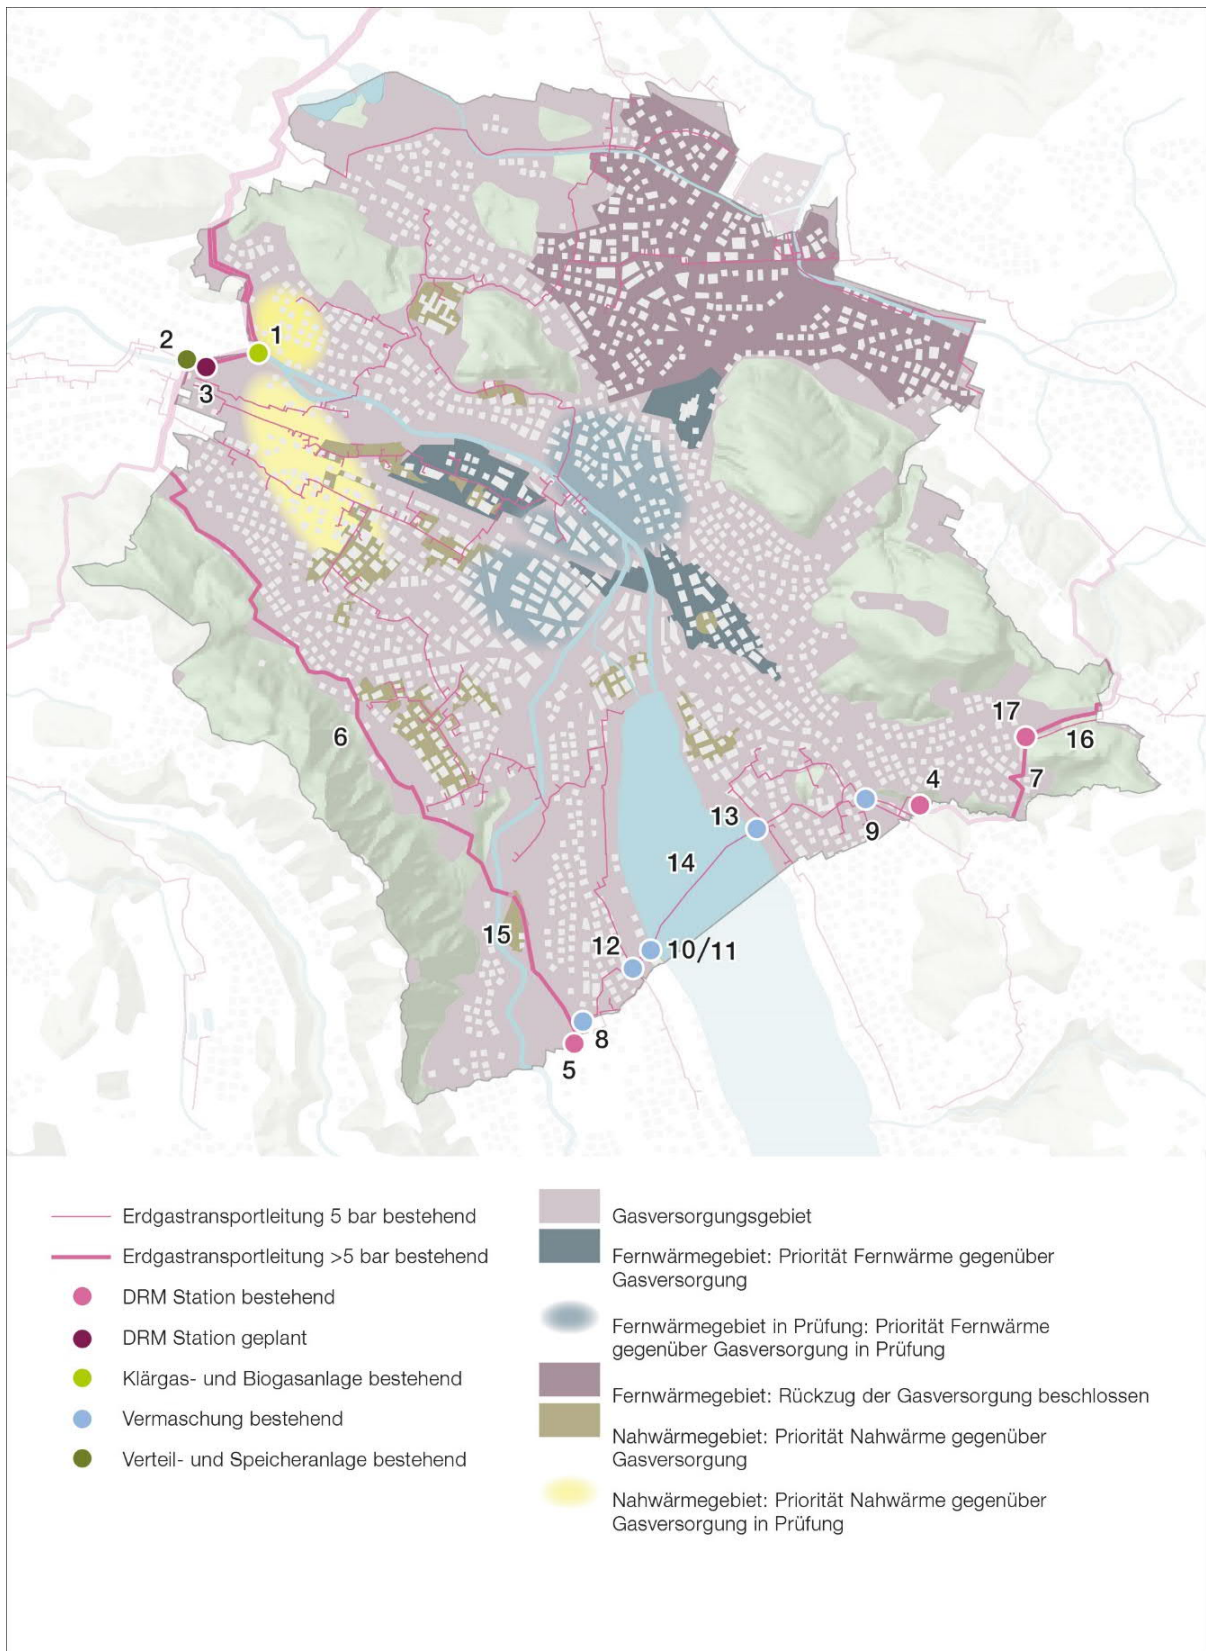 1
2
3
17
6
16
4
7
13
9
14
15
12
10/11
8
5
Erdgastransportleitung 5 bar bestehend
Erdgastransportleitung >5 bar bestehend
DRM Station bestehend
DRM Station geplant
Klärgas- und Biogasanlage bestehend
Vermaschung bestehend
Verteil- und Speicheranlage bestehend
Gasversorgungsgebiet
Fernwärmegebiet: Priorität Fernwärme gegenüber
Gasversorgung
Fernwärmegebiet in Prüfung: Priorität Fernwärme
gegenüber Gasversorgung in Prüfung
Fernwärmegebiet: Rückzug der Gasversorgung beschlossen
Nahwärmegebiet: Priorität Nahwärme gegenüber
Gasversorgung
Nahwärmegebiet: Priorität Nahwärme gegenüber
Gasversorgung in Prüfung